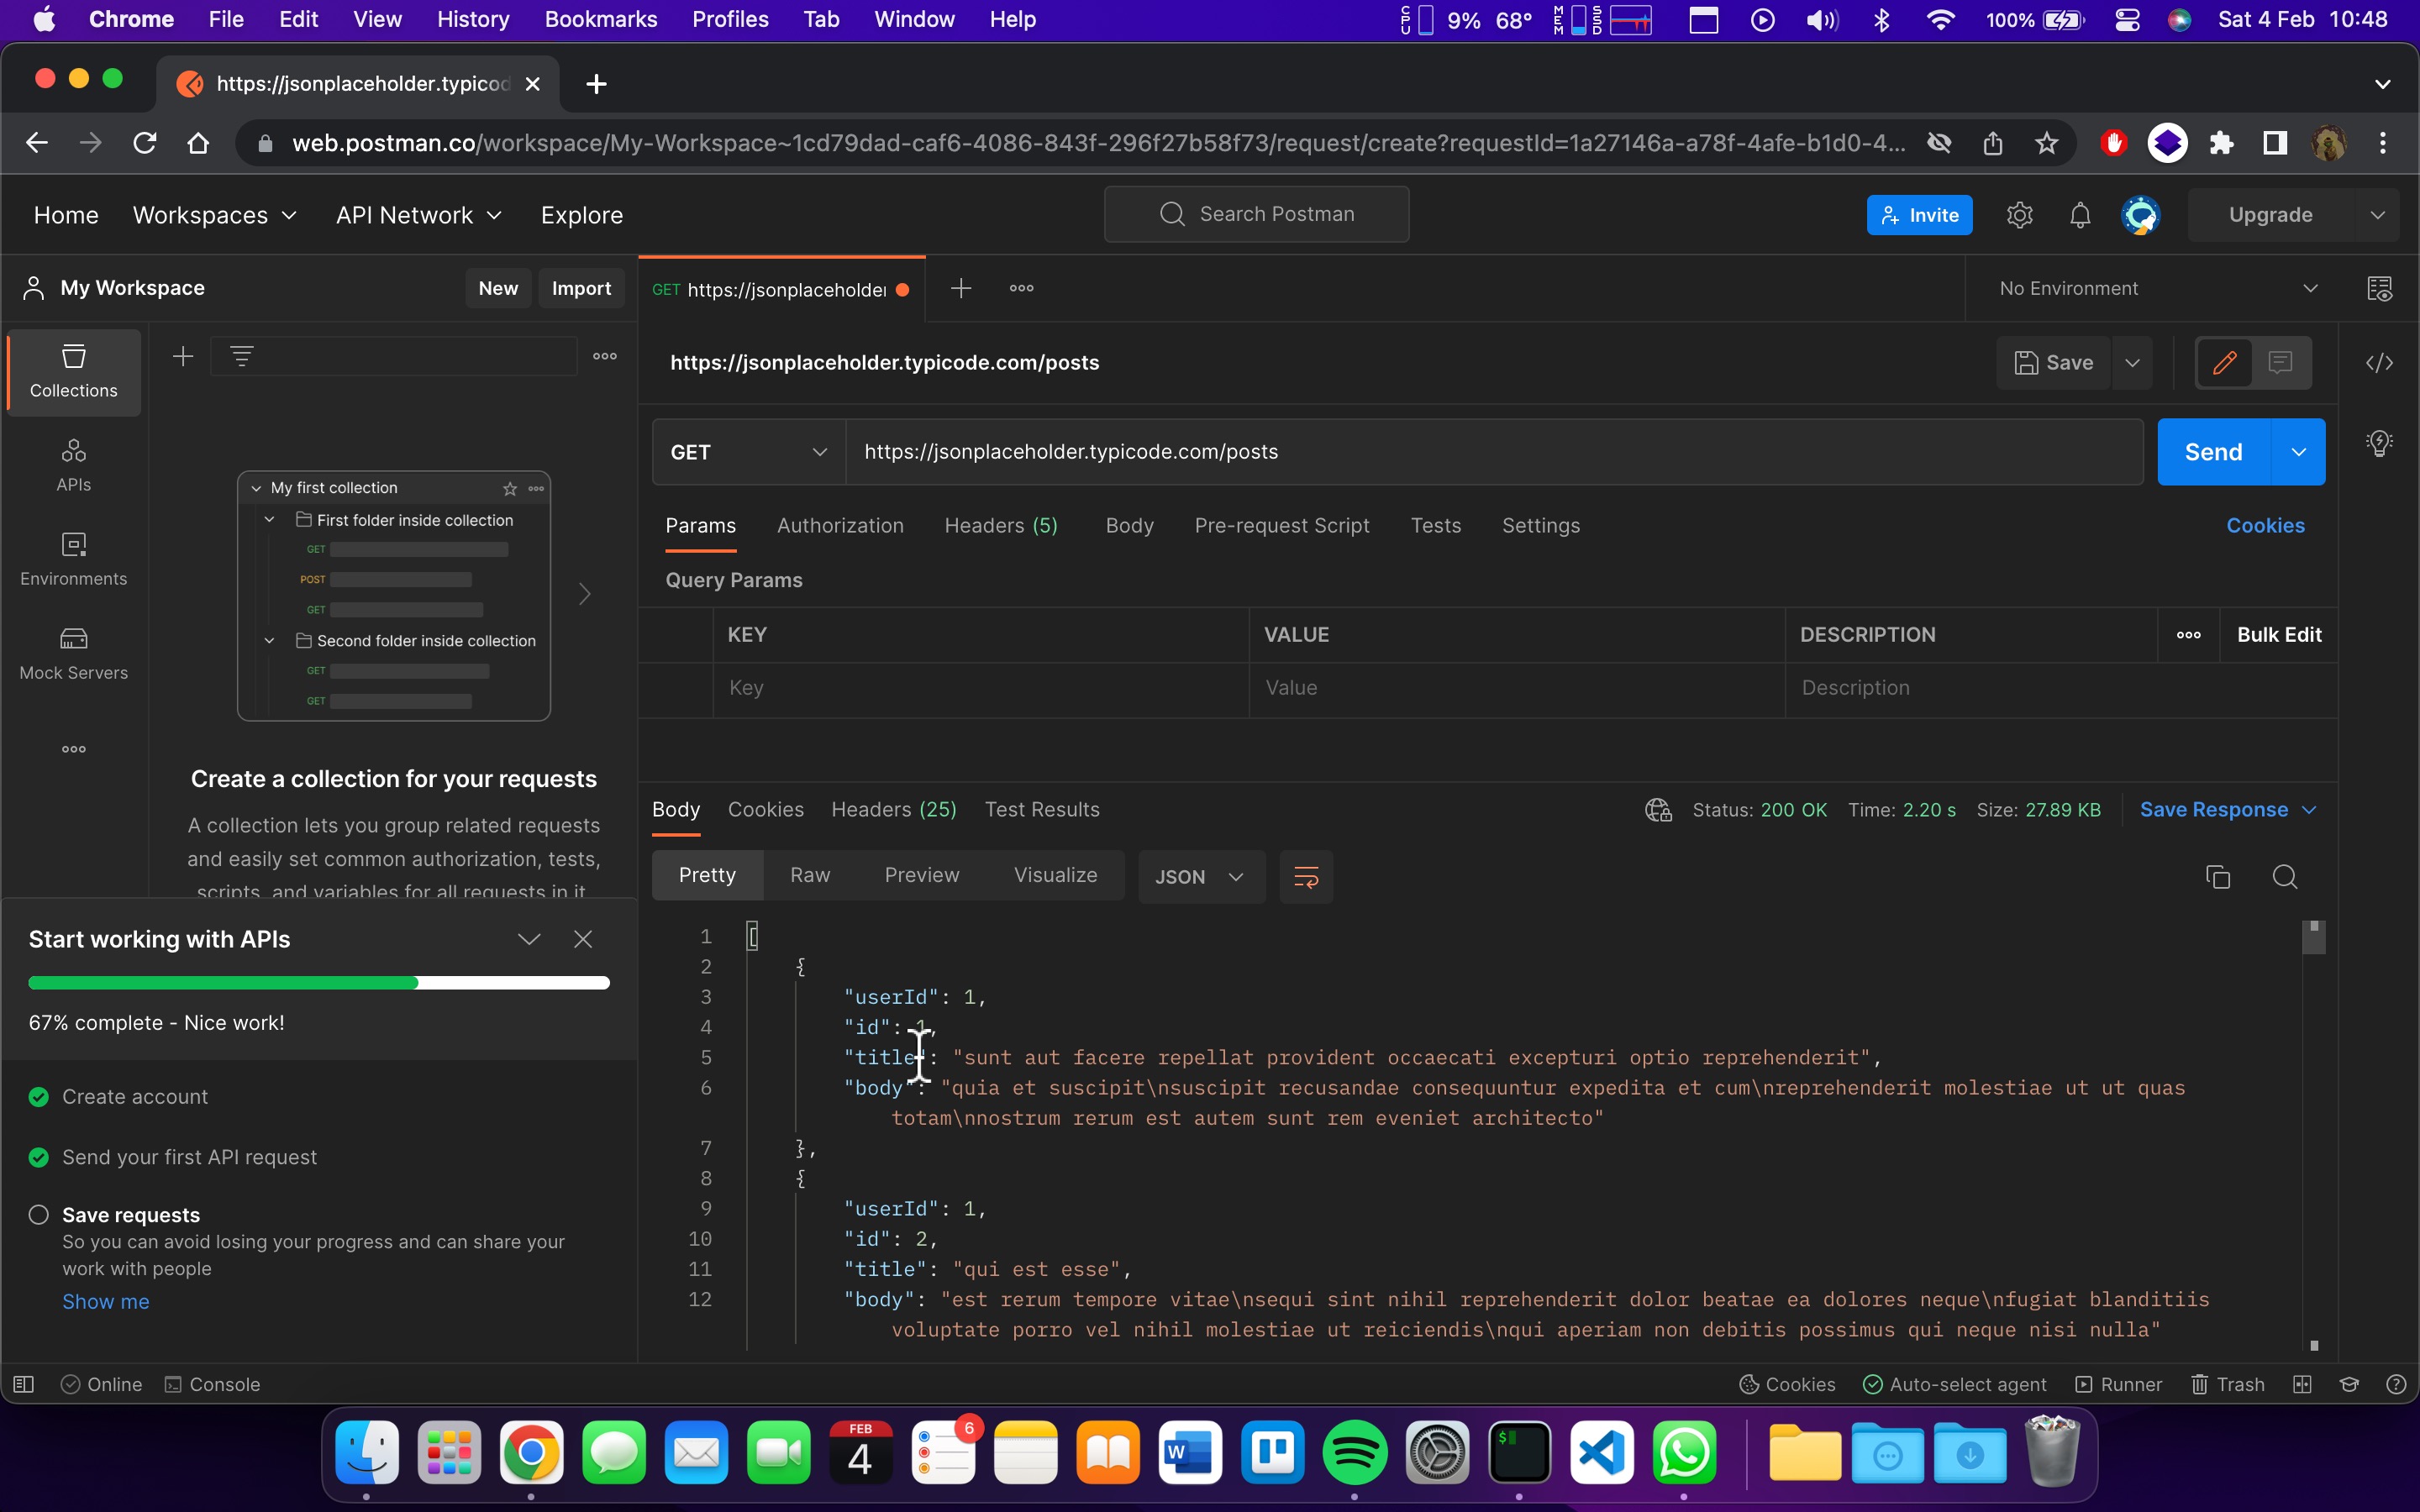 Chrome File Edit View History Bookmarks Profiles Tab Window Help CPU 9% 68° MEM SSD 100% Sat 4 Feb 10:48
https://jsonplaceholder.typicod
web.postman.co/workspace/My-Workspace~1cd79dad-caf6-4086-843f-296f27b58f73/request/create?requestId=1a27146a-a78f-4afe-b1d0-4...
Home Workspaces API Network Explore Search Postman Invite Upgrade
My Workspace New Import GET https://jsonplaceholder No Environment
Collections
APIs
Environments
Mock Servers
My first collection
First folder inside collection
GET
POST
GET
Second folder inside collection
GET
GET
Create a collection for your requests
A collection lets you group related requests
and easily set common authorization, tests,
scripts, and variables for all requests in it.
Start working with APIs
67% complete - Nice work!
Create account
Send your first API request
Save requests
So you can avoid losing your progress and can share your
work with people
Show me
https://jsonplaceholder.typicode.com/posts Save
GET https://jsonplaceholder.typicode.com/posts Send
Params Authorization Headers (5) Body Pre-request Script Tests Settings Cookies
Query Params
KEY VALUE DESCRIPTION Bulk Edit
Key Value Description
Body Cookies Headers (25) Test Results Status: 200 OK Time: 2.20 s Size: 27.89 KB Save Response
Pretty Raw Preview Visualize JSON
1 [
2 {
3 "userId": 1,
4 "id": 1,
5 "title": "sunt aut facere repellat provident occaecati excepturi optio reprehenderit",
6 "body": "quia et suscipit\nsuscipit recusandae consequuntur expedita et cum\nreprehenderit molestiae ut ut quas
totam\nnostrum rerum est autem sunt rem eveniet architecto"
7 },
8 {
9 "userId": 1,
10 "id": 2,
11 "title": "qui est esse",
12 "body": "est rerum tempore vitae\nsequi sint nihil reprehenderit dolor beatae ea dolores neque\nfugiat blanditiis
voluptate porro vel nihil molestiae ut reiciendis\nqui aperiam non debitis possimus qui neque nisi nulla"
Online Console Cookies Auto-select agent Runner Trash
FEB
4
6
W
$